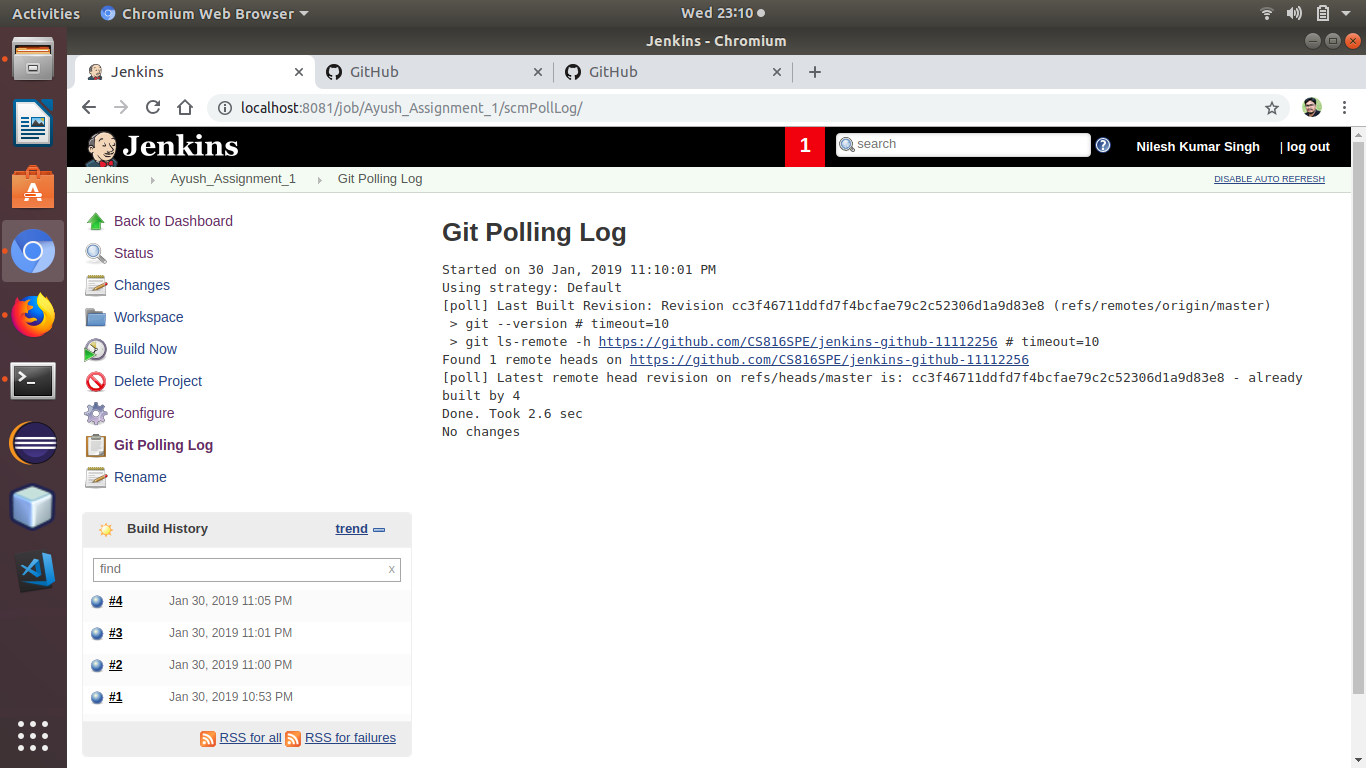 Activities Chromium Web Browser Wed 23:10
Jenkins - Chromium
Jenkins GitHub GitHub
localhost:8081/job/Ayush_Assignment_1/scmPollLog/
Jenkins 1 search Nilesh Kumar Singh | log out
Jenkins Ayush_Assignment_1 Git Polling Log DISABLE AUTO REFRESH
Back to Dashboard
Status
Changes
Workspace
Build Now
Delete Project
Configure
Git Polling Log
Rename
Build History trend
find x
#4 Jan 30, 2019 11:05 PM
#3 Jan 30, 2019 11:01 PM
#2 Jan 30, 2019 11:00 PM
#1 Jan 30, 2019 10:53 PM
RSS for all RSS for failures
Git Polling Log
Started on 30 Jan, 2019 11:10:01 PM
Using strategy: Default
[poll] Last Built Revision: Revision cc3f46711ddfd7f4bcfae79c2c52306d1a9d83e8 (refs/remotes/origin/master)
> git --version # timeout=10
> git ls-remote -h https://github.com/CS816SPE/jenkins-github-11112256 # timeout=10
Found 1 remote heads on https://github.com/CS816SPE/jenkins-github-11112256
[poll] Latest remote head revision on refs/heads/master is: cc3f46711ddfd7f4bcfae79c2c52306d1a9d83e8 - already
built by 4
Done. Took 2.6 sec
No changes